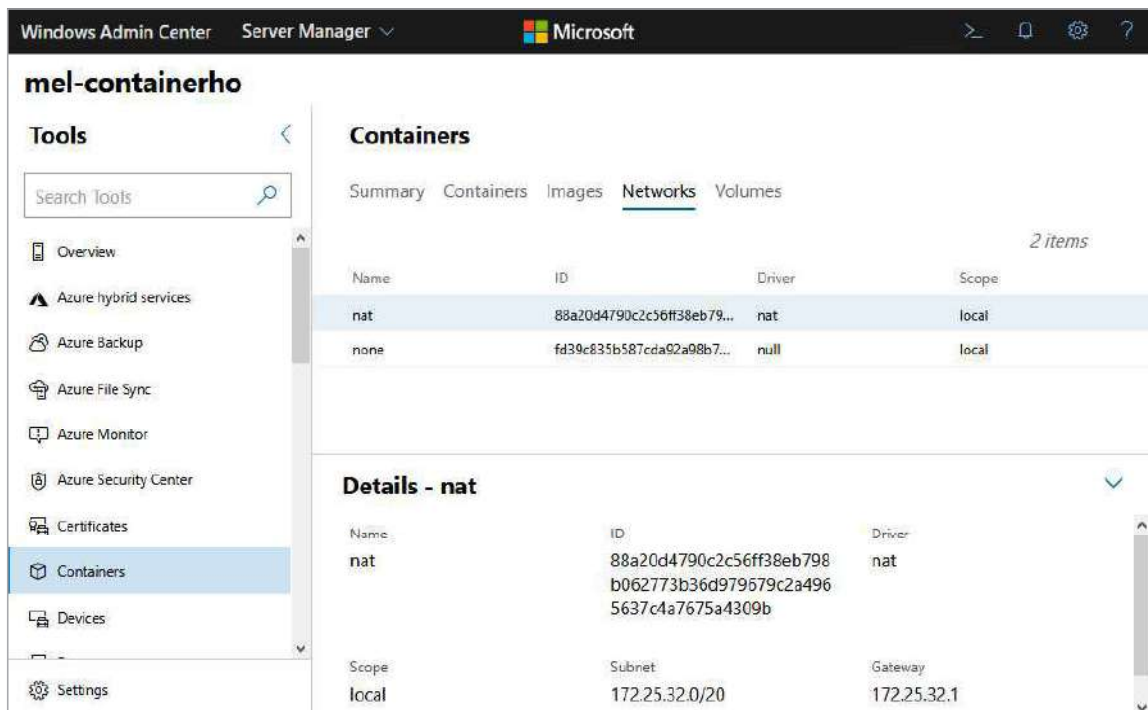 Windows Admin Center Server Manager Microsoft >_ ?
mel-containerho
Tools
Search Tools
Overview
Azure hybrid services
Azure Backup
Azure File Sync
Azure Monitor
Azure Security Center
Certificates
Containers
Devices
Settings
Containers
Summary Containers Images Networks Volumes
2 items
Name ID Driver Scope
nat 88a20d4790c2c56ff38eb79... nat local
none fd39c835b587cda92a98b7... null local
Details - nat
Name ID Driver
nat 88a20d4790c2c56ff38eb798 nat
b062773b36d979679c2a496
5637c4a7675a4309b
Scope Subnet Gateway
local 172.25.32.0/20 172.25.32.1